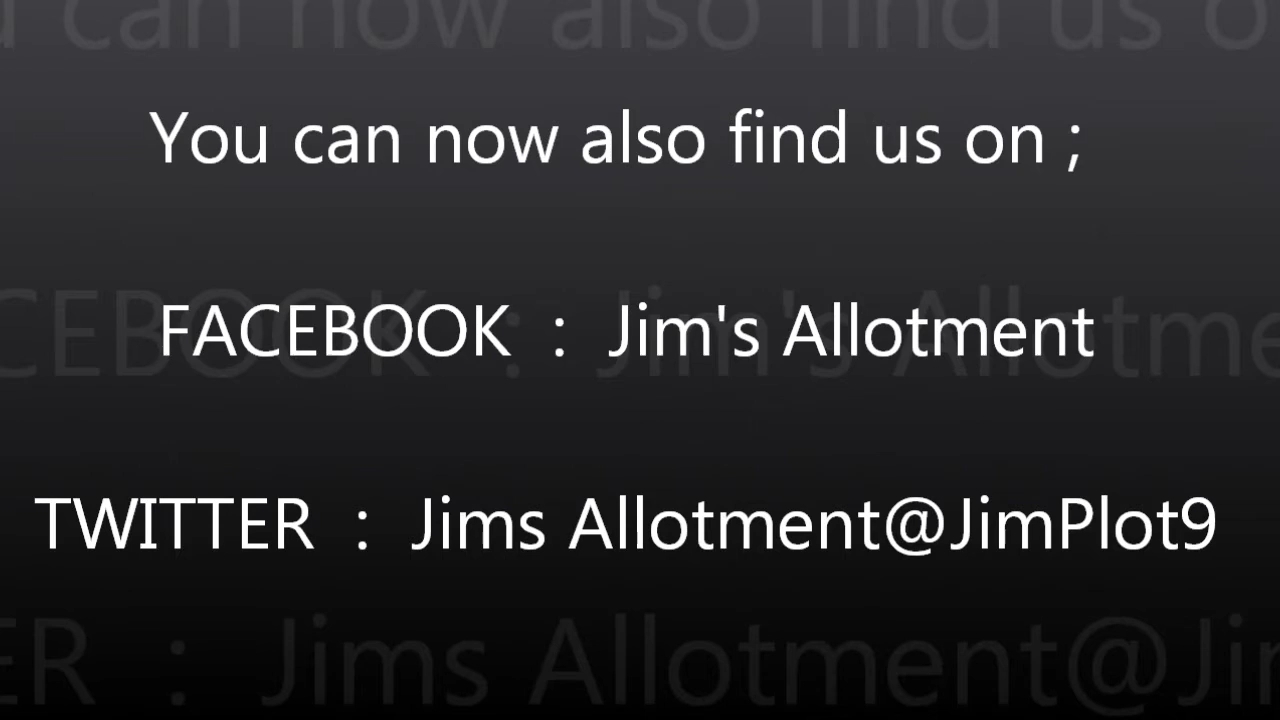 You can now also find us on ;
FACEBOOK : Jim's Allotment
TWITTER : Jims Allotment@JimPlot9